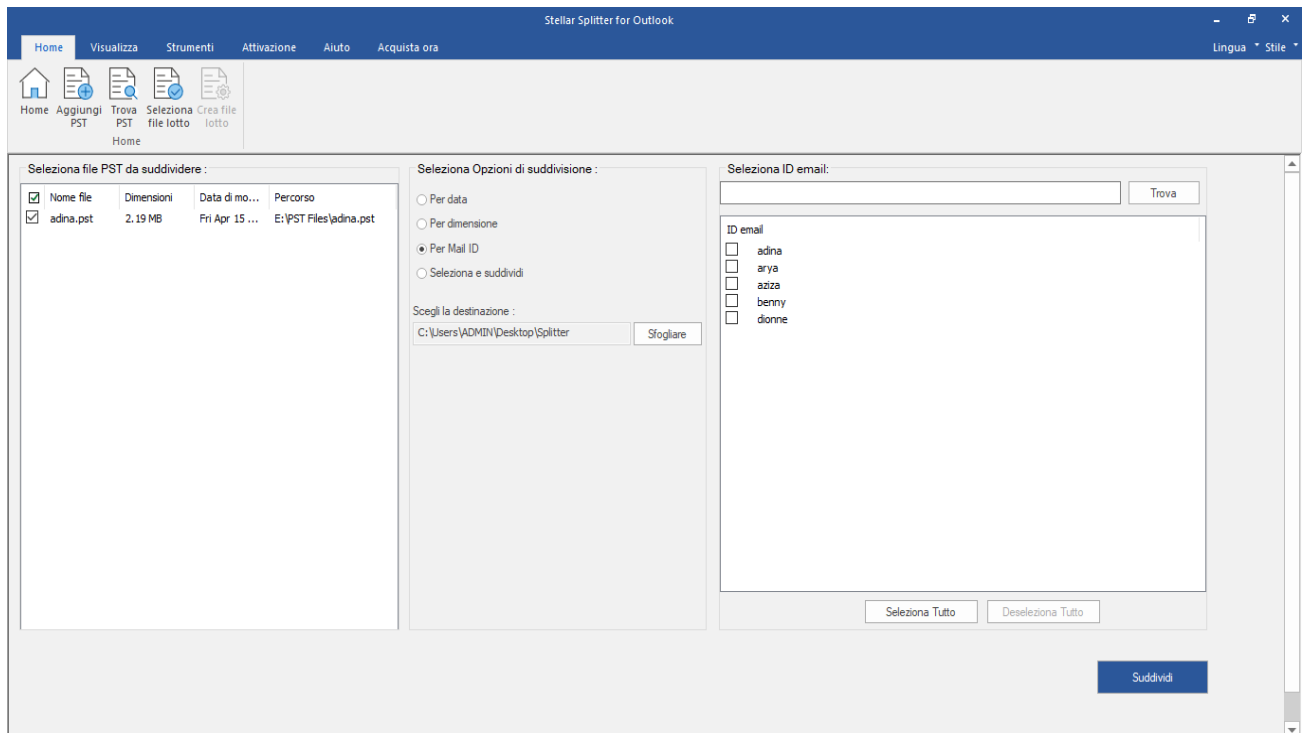 Stellar Splitter for Outlook
Home Visualizza Strumenti Attivazione Aiuto Acquista ora Lingua Stile
Home Aggiungi PST Trova PST Seleziona file lotto Crea file lotto
Home
Seleziona file PST da suddividere :
Nome file Dimensioni Data di mo... Percorso
adina.pst 2.19 MB Fri Apr 15 ... E:\PST Files\adina.pst
Seleziona Opzioni di suddivisione :
Per data
Per dimensione
Per Mail ID
Seleziona e suddividi
Scegli la destinazione :
C:\Users\ADMIN\Desktop\Splitter Sfogliare
Seleziona ID email:
Trova
ID email
adina
arya
aziza
benny
dionne
Seleziona Tutto Deseleziona Tutto
Suddividi